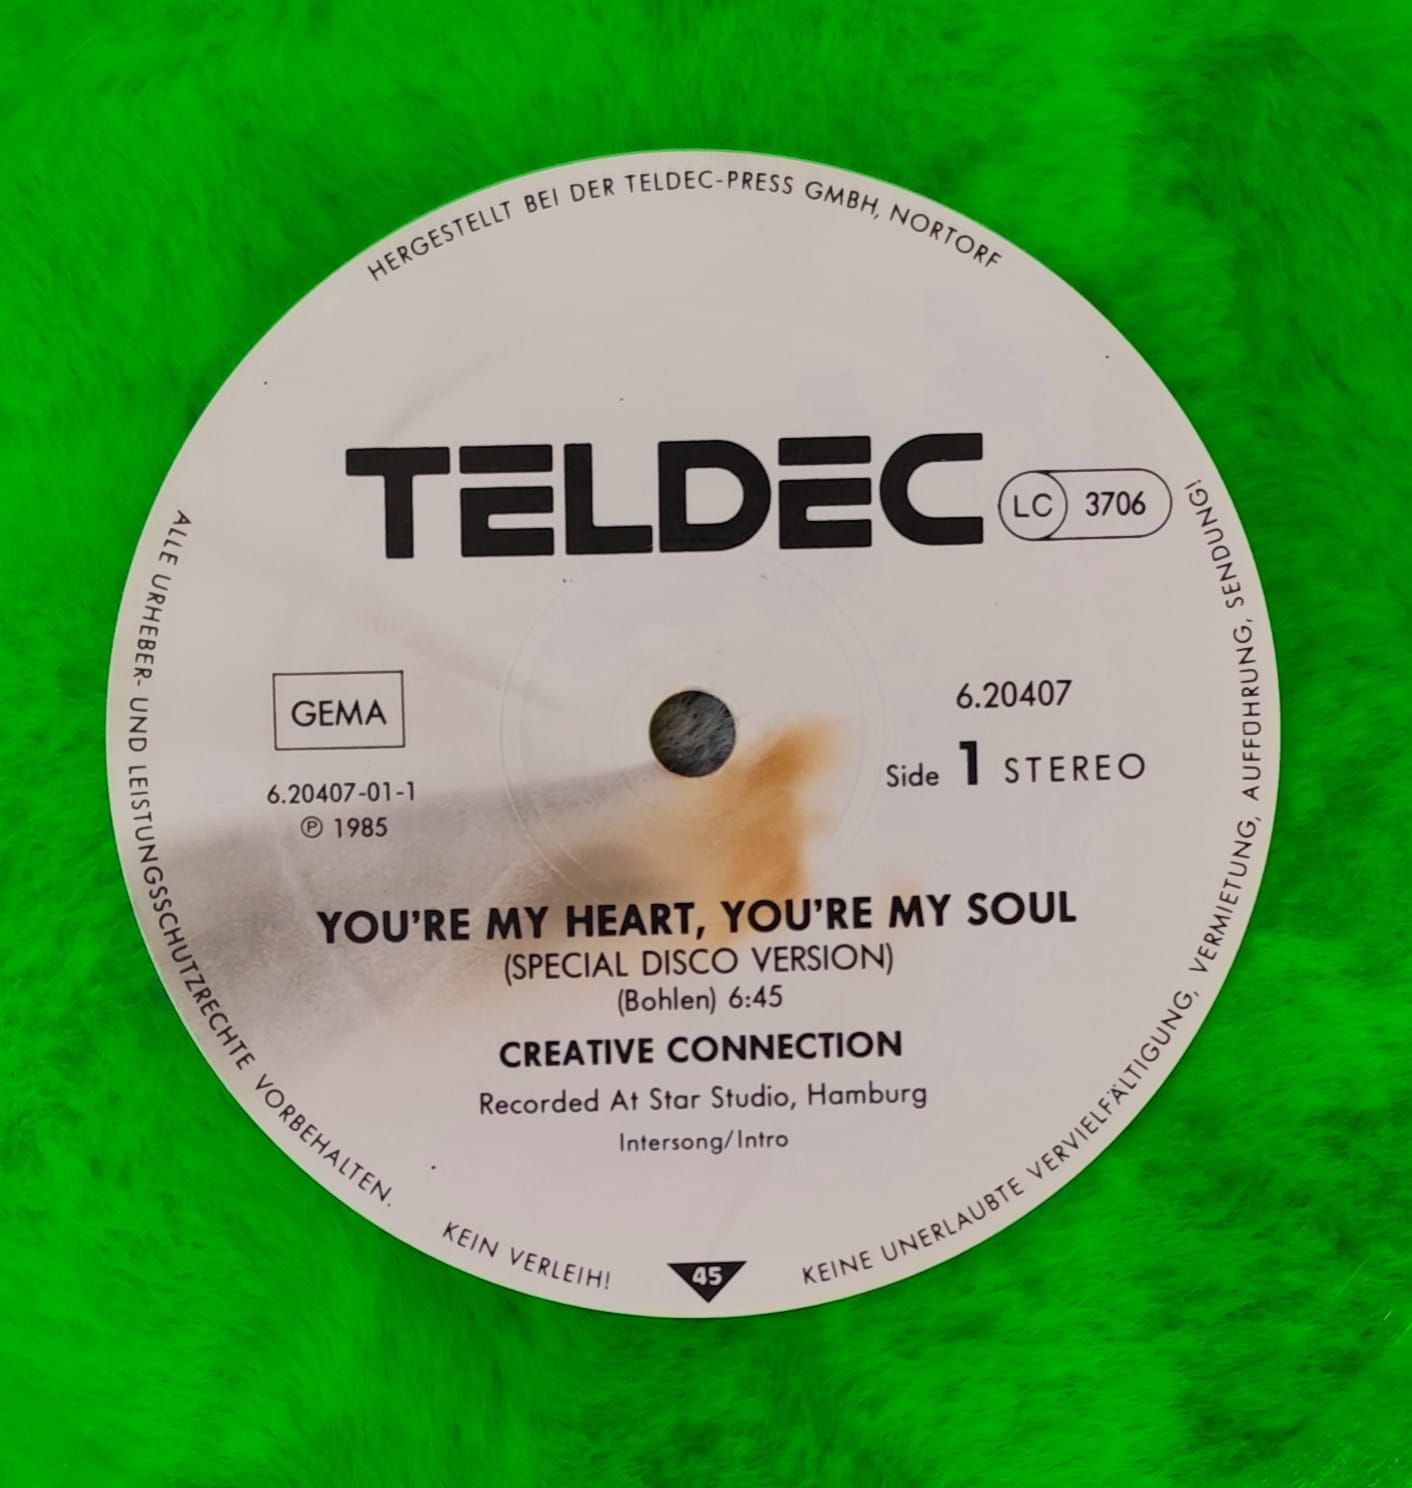 HERGESTELLT BEI DER TELDEC-PRESS GMBH, NORTORF
TELDEC
LC 3706
GEMA
6.20407-01-1
℗ 1985
6.20407
Side 1 STEREO
YOU'RE MY HEART, YOU'RE MY SOUL
(SPECIAL DISCO VERSION)
(Bohlen) 6:45
CREATIVE CONNECTION
Recorded At Star Studio, Hamburg
Intersong/Intro
45
ALLE URHEBER- UND LEISTUNGSSCHUTZRECHTE VORBEHALTEN.
KEIN VERLEIH!
KEINE UNERLAUBTE VERVIELFÄLTIGUNG, VERMIETUNG, AUFFÜHRUNG, SENDUNG!